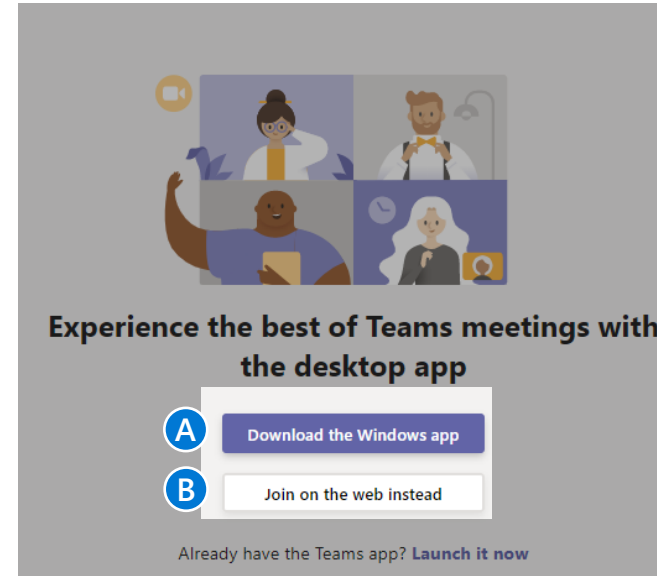 Experience the best of Teams meetings with
the desktop app
A
Download the Windows app
B
Join on the web instead
Already have the Teams app? Launch it now